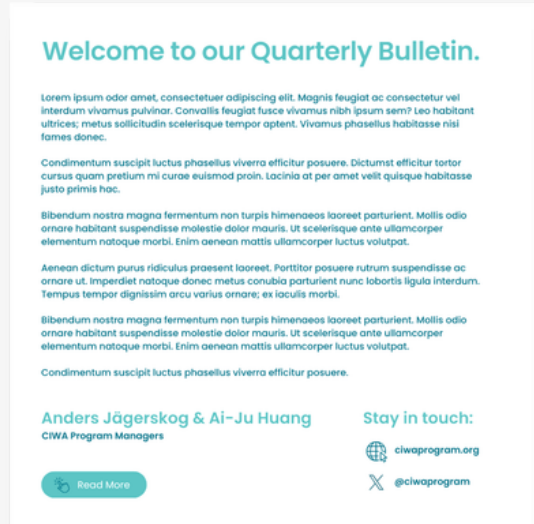 Welcome to our Quarterly Bulletin.
Lorem ipsum odor amet, consectetuer adipiscing elit. Magnis feugiat ac consectetur vel
interdum vivamus pulvinar. Convallis feugiat fusce vivamus nibh ipsum sem? Leo habitant
ultrices; metus sollicitudin scelerisque tempor aptent. Vivamus phasellus habitasse nisi
fames donec.
Condimentum suscipit luctus phasellus viverra efficitur posuere. Dictumst efficitur tortor
cursus quam pretium mi curae euismod proin. Lacinia at per amet velit quisque habitasse
justo primis hac.
Bibendum nostra magna fermentum non turpis himenaeos laoreet parturient. Mollis odio
ornare habitant suspendisse molestie dolor mauris. Ut scelerisque ante ullamcorper
elementum natoque morbi. Enim aenean mattis ullamcorper luctus volutpat.
Aenean dictum purus ridiculus praesent laoreet. Porttitor posuere rutrum suspendisse ac
ornare ut. Imperdiet natoque donec metus conubia parturient nunc lobortis ligula interdum.
Tempus tempor dignissim arcu varius ornare; ex iaculis morbi.
Bibendum nostra magna fermentum non turpis himenaeos laoreet parturient. Mollis odio
ornare habitant suspendisse molestie dolor mauris. Ut scelerisque ante ullamcorper
elementum natoque morbi. Enim aenean mattis ullamcorper luctus volutpat.
Condimentum suscipit luctus phasellus viverra efficitur posuere.
Anders Jägerskog & Ai-Ju Huang
CIWA Program Managers
Read More
Stay in touch:
ciwaprogram.org
@ciwaprogram